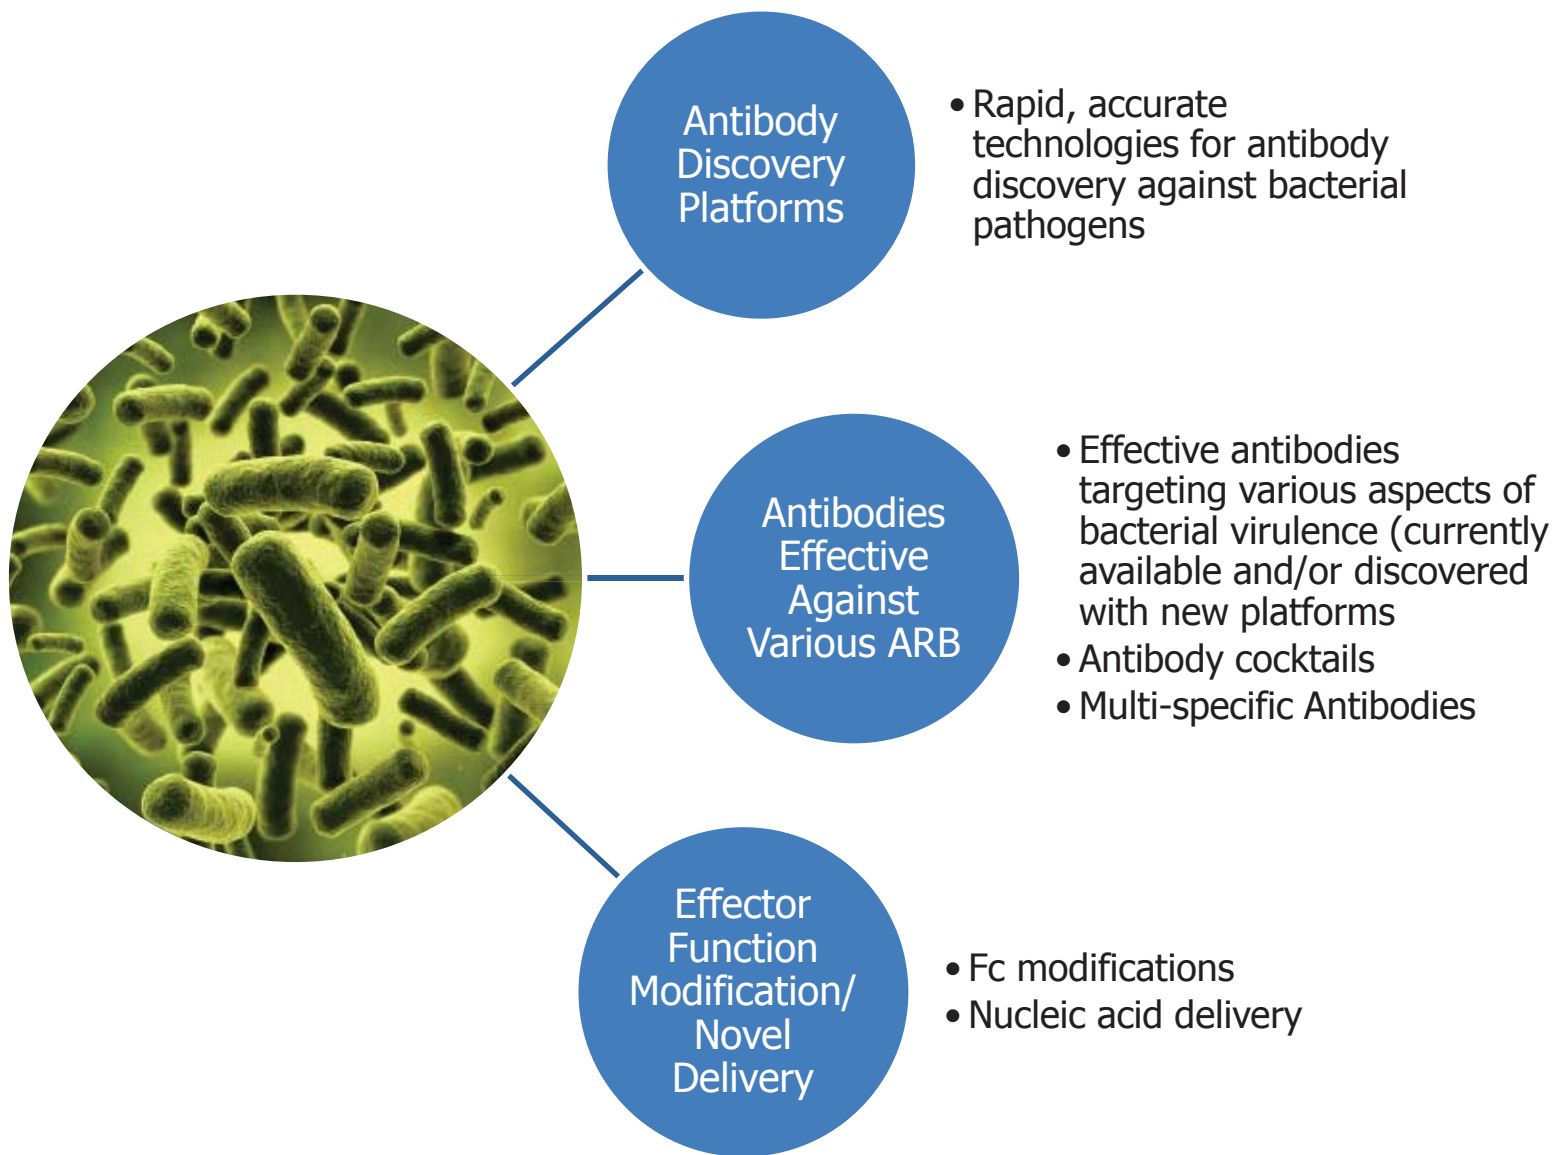 Antibody
Discovery
Platforms
• Rapid, accurate
technologies for antibody
discovery against bacterial
pathogens
Antibodies
Effective
Against
Various ARB
• Effective antibodies
targeting various aspects of
bacterial virulence (currently
available and/or discovered
with new platforms
• Antibody cocktails
• Multi-specific Antibodies
Effector
Function
Modification/
Novel
Delivery
• Fc modifications
• Nucleic acid delivery